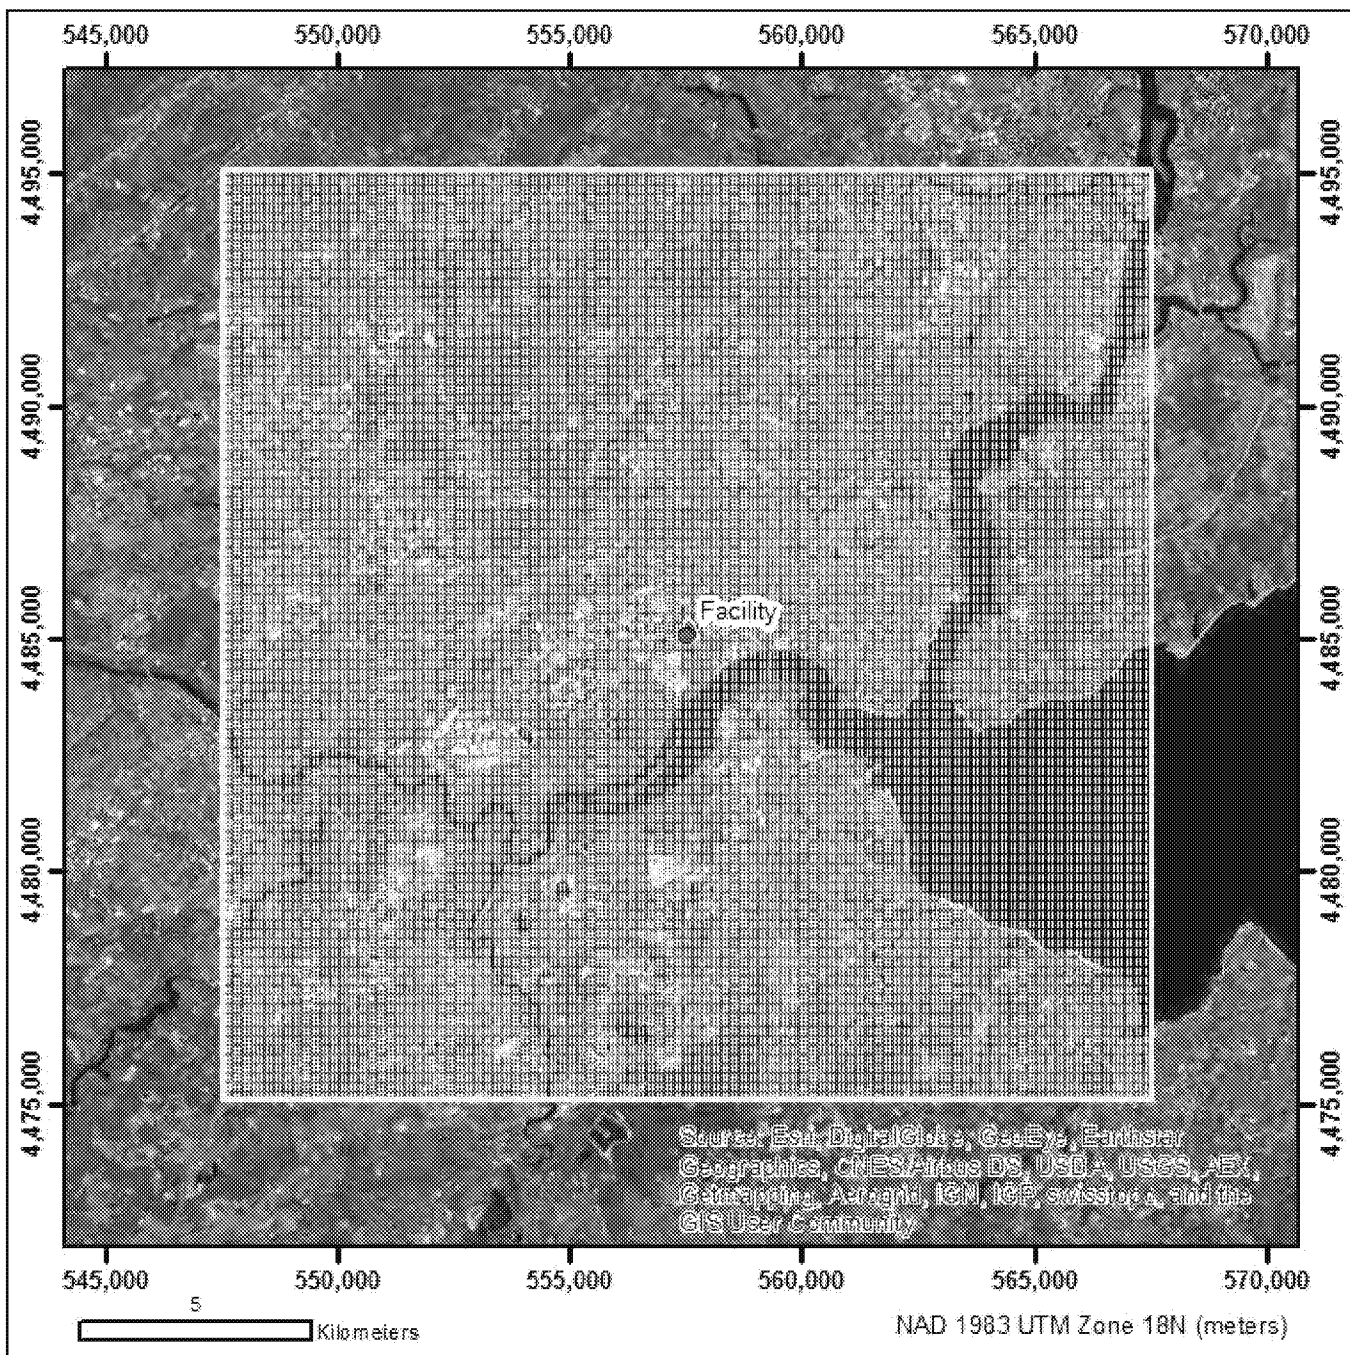 545,000 550,000 555,000 560,000 565,000 570,000
4,495,000 4,495,000
4,490,000 4,490,000
Facility
4,485,000 4,485,000
4,480,000 4,480,000
4,475,000 4,475,000
Source: Esri, DigitalGlobe, GeoEye, Earthstar
Geographics, CNES/Airbus DS, USDA, USGS, AEX,
Getmapping, Aerogrid, IGN, IGP, swisstopo, and the
GIS User Community
545,000 550,000 555,000 560,000 565,000 570,000
5
Kilometers
NAD 1983 UTM Zone 18N (meters)